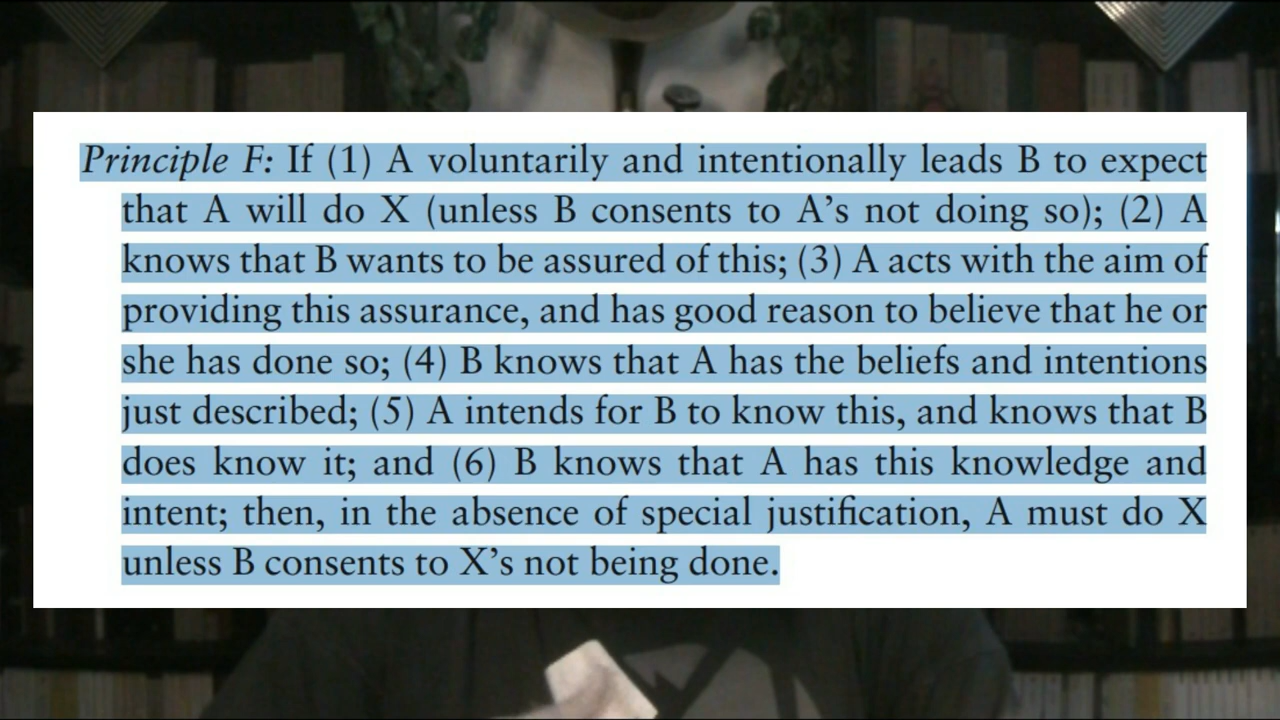 Principle F: If (1) A voluntarily and intentionally leads B to expect
that A will do X (unless B consents to A’s not doing so); (2) A
knows that B wants to be assured of this; (3) A acts with the aim of
providing this assurance, and has good reason to believe that he or
she has done so; (4) B knows that A has the beliefs and intentions
just described; (5) A intends for B to know this, and knows that B
does know it; and (6) B knows that A has this knowledge and
intent; then, in the absence of special justification, A must do X
unless B consents to X’s not being done.